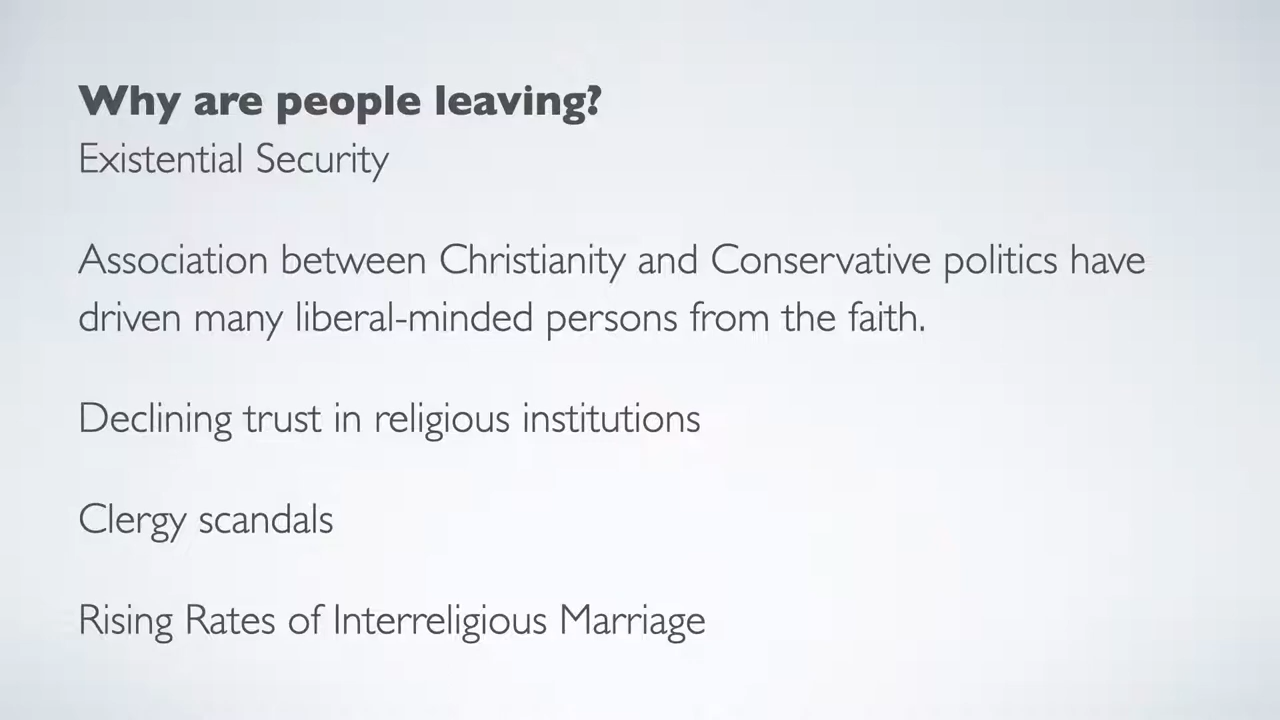 Why are people leaving?
Existential Security
Association between Christianity and Conservative politics have
driven many liberal-minded persons from the faith.
Declining trust in religious institutions
Clergy scandals
Rising Rates of Interreligious Marriage